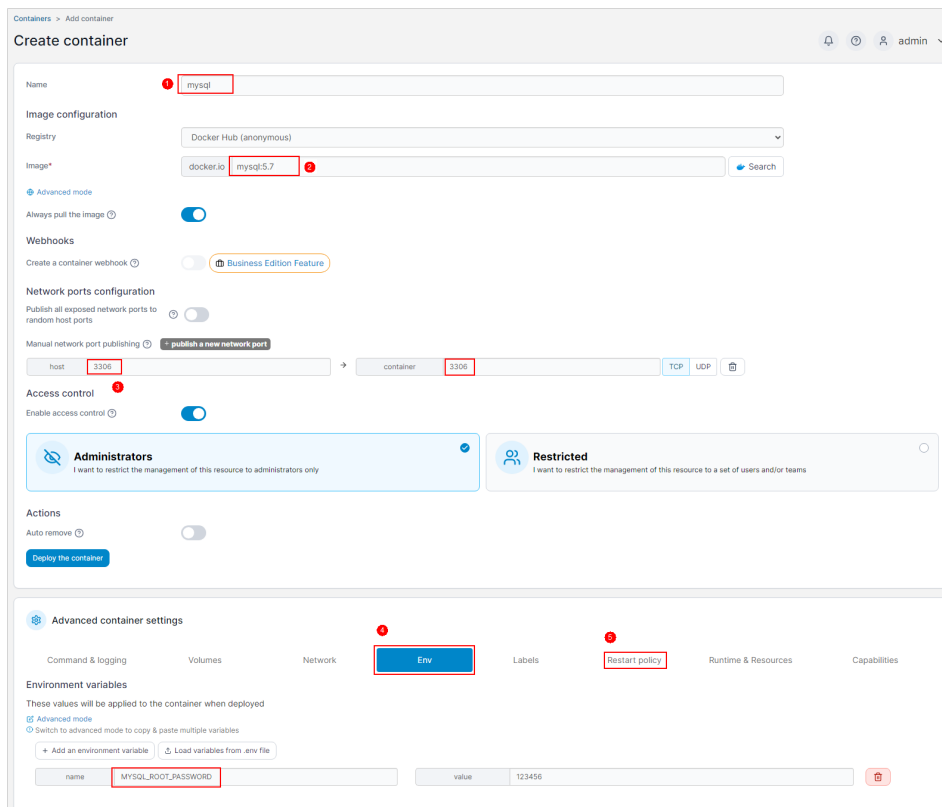 Containers > Add container
Create container
admin
Name
1
mysql
Image configuration
Registry
Docker Hub (anonymous)
Image*
docker.io
mysql:5.7
2
Search
Advanced mode
Always pull the image
Webhooks
Create a container webhook
Business Edition Feature
Network ports configuration
Publish all exposed network ports to
random host ports
Manual network port publishing
+ publish a new network port
host
3306
→
container
3306
TCP
UDP
3
Access control
Enable access control
Administrators
I want to restrict the management of this resource to administrators only
Restricted
I want to restrict the management of this resource to a set of users and/or teams
Actions
Auto remove
Deploy the container
Advanced container settings
4
5
Command & logging
Volumes
Network
Env
Labels
Restart policy
Runtime & Resources
Capabilities
Environment variables
These values will be applied to the container when deployed
Advanced mode
Switch to advanced mode to copy & paste multiple variables
+ Add an environment variable
Load variables from .env file
name
MYSQL_ROOT_PASSWORD
value
123456